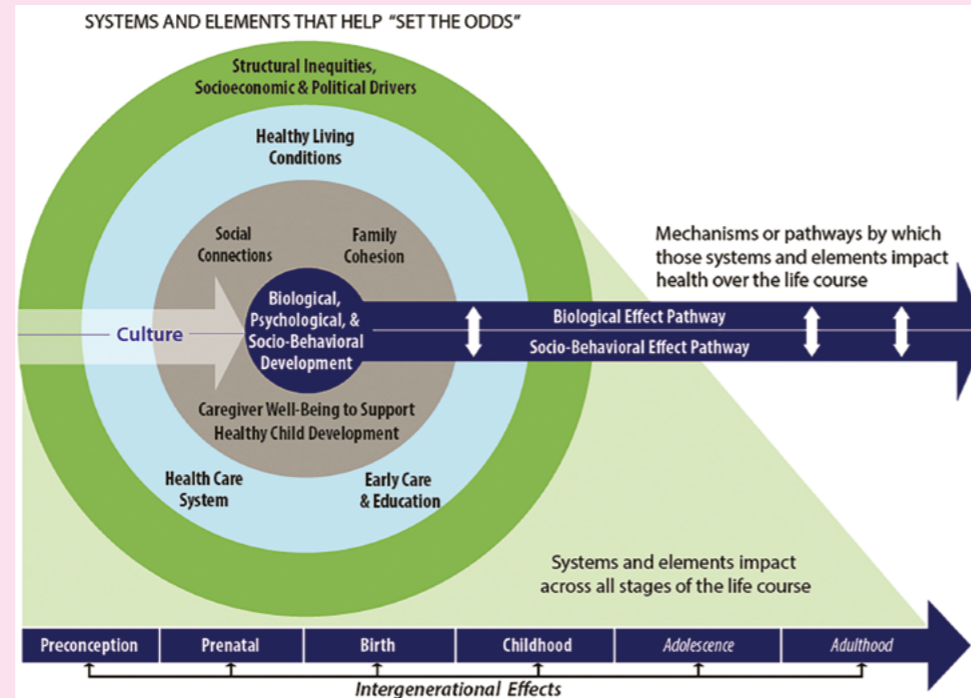 SYSTEMS AND ELEMENTS THAT HELP "SET THE ODDS"
Structural Inequities,
Socioeconomic & Political Drivers
Healthy Living
Conditions
Social
Connections
Family
Cohesion
Mechanisms or pathways by which
those systems and elements impact
health over the life course
Culture
Biological,
Psychological, &
Socio-Behavioral
Development
Biological Effect Pathway
Socio-Behavioral Effect Pathway
Caregiver Well-Being to Support
Healthy Child Development
Health Care
System
Early Care
& Education
Systems and elements impact
across all stages of the life course
Preconception
Prenatal
Birth
Childhood
Adolescence
Adulthood
Intergenerational Effects